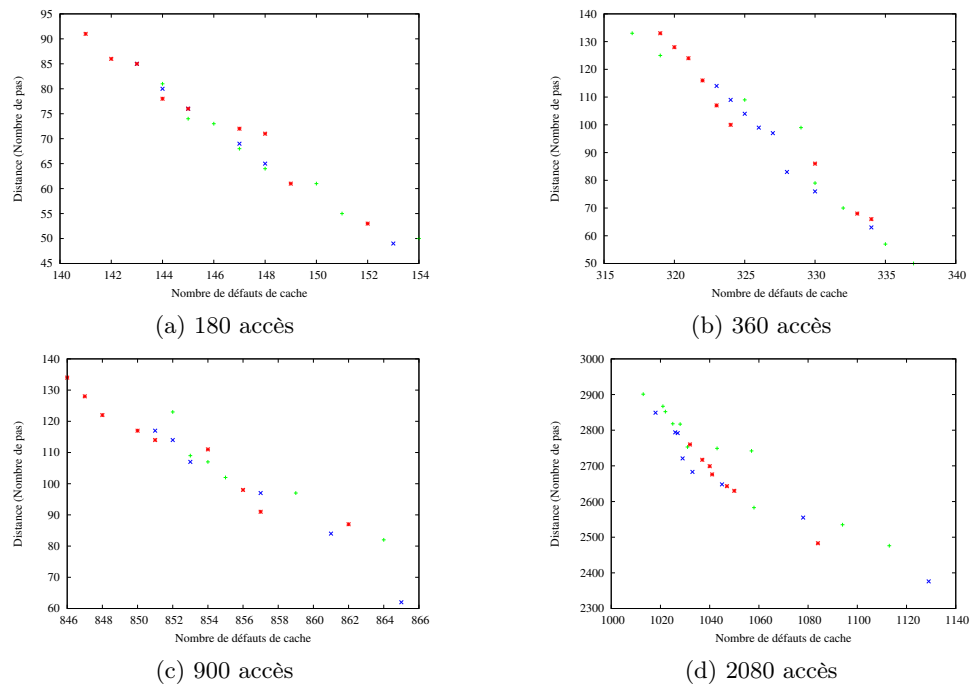 95
90
85
80
75
70
65
60
55
50
45
Distance (Nombre de pas)
140 142 144 146 148 150 152 154
Nombre de défauts de cache
(a) 180 accès
140
130
120
110
100
90
80
70
60
50
Distance (Nombre de pas)
315 320 325 330 335 340
Nombre de défauts de cache
(b) 360 accès
140
130
120
110
100
90
80
70
60
Distance (Nombre de pas)
846 848 850 852 854 856 858 860 862 864 866
Nombre de défauts de cache
(c) 900 accès
3000
2900
2800
2700
2600
2500
2400
2300
Distance (Nombre de pas)
1000 1020 1040 1060 1080 1100 1120 1140
Nombre de défauts de cache
(d) 2080 accès